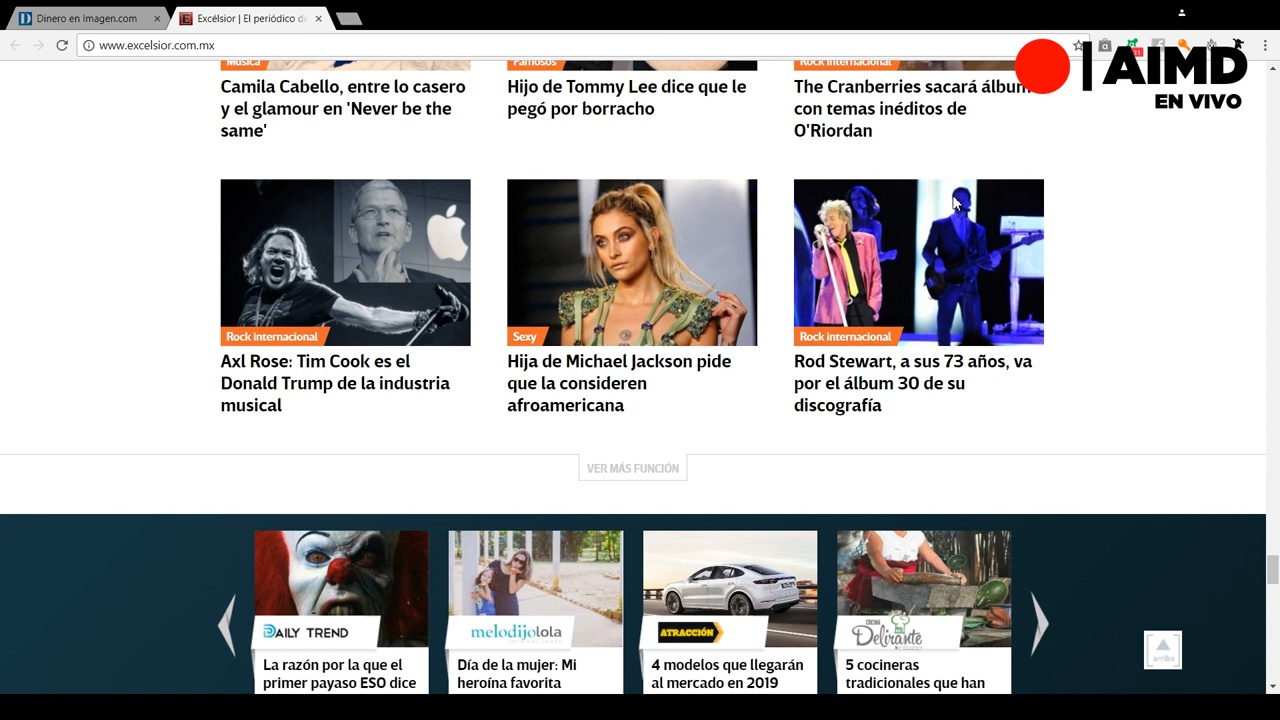 Dinero en Imagen.com
Excélsior | El periódico de
www.excelsior.com.mx
AIMD
EN VIVO
Música
Famosos
Rock internacional
Camila Cabello, entre lo casero
y el glamour en 'Never be the
same'
Hijo de Tommy Lee dice que le
pegó por borracho
The Cranberries sacará álbum
con temas inéditos de
O'Riordan
Rock internacional
Sexy
Rock internacional
Axl Rose: Tim Cook es el
Donald Trump de la industria
musical
Hija de Michael Jackson pide
que la consideren
afroamericana
Rod Stewart, a sus 73 años, va
por el álbum 30 de su
discografía
VER MÁS FUNCIÓN
DAILY TREND
melodijolola
ATRACCIÓN
COCINA
Delirante
arriba
La razón por la que el
primer payaso ESO dice
Día de la mujer: Mi
heroína favorita
4 modelos que llegarán
al mercado en 2019
5 cocineras
tradicionales que han